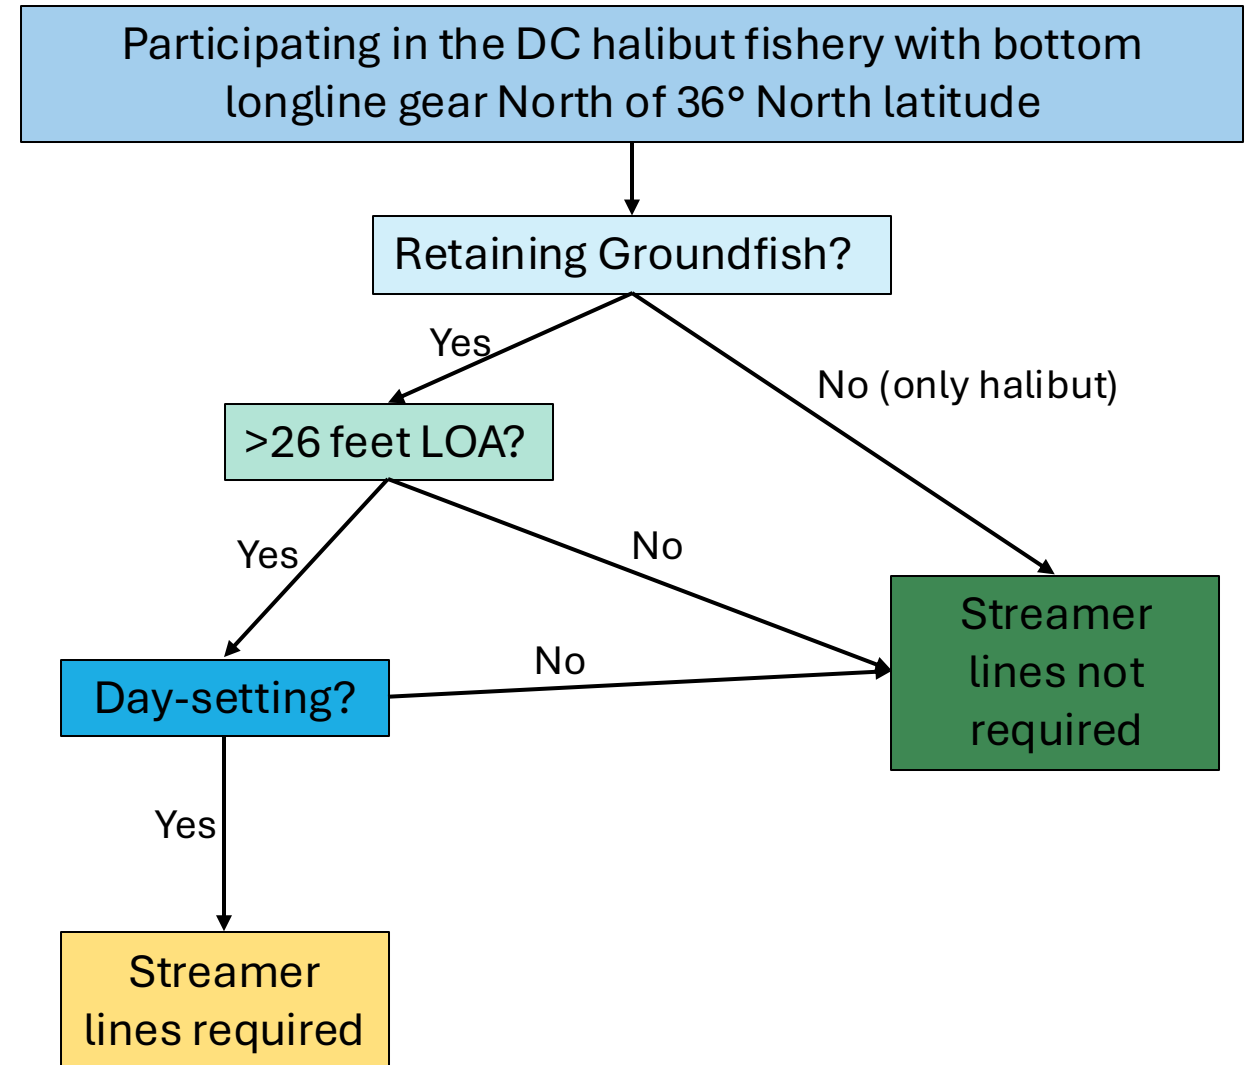 Participating in the DC halibut fishery with bottom
longline gear North of 36° North latitude
Retaining Groundfish?
Yes
No (only halibut)
>26 feet LOA?
Yes
No
Streamer
lines not
required
No
Day-setting?
Yes
Streamer
lines required